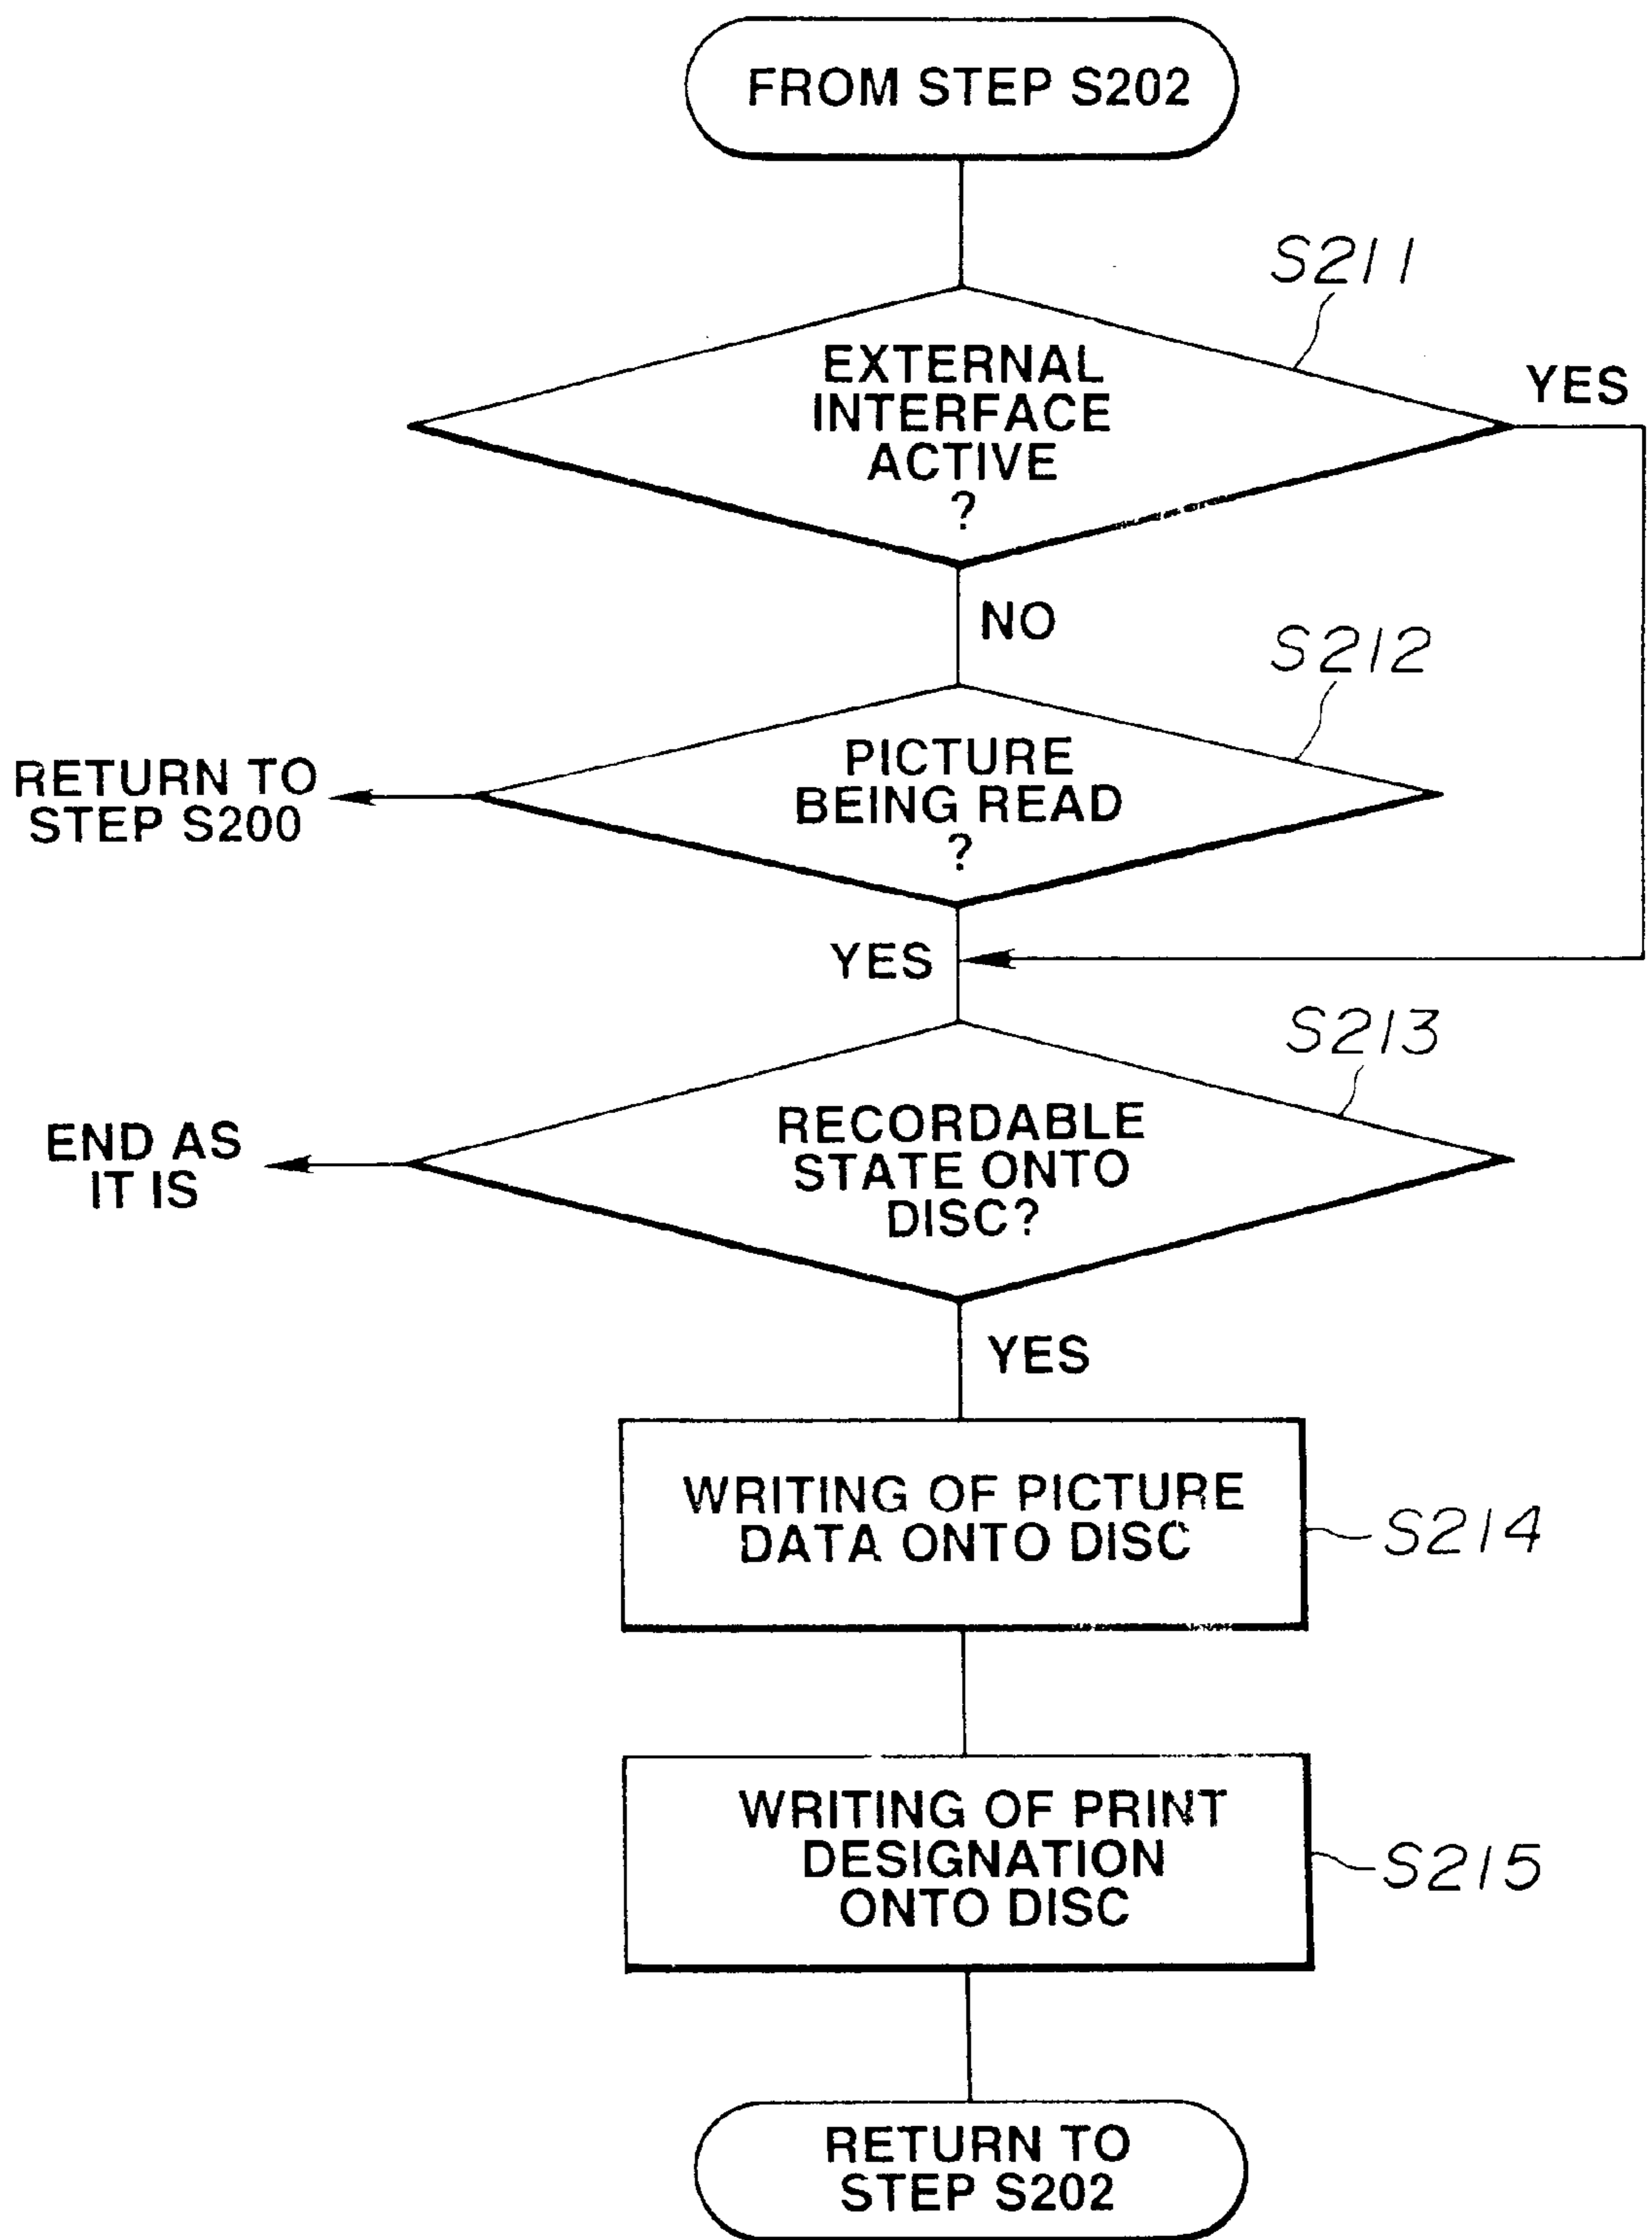 FROM STEP S202
S211
EXTERNAL
INTERFACE
ACTIVE
?
YES
NO
S212
PICTURE
BEING READ
?
RETURN TO
STEP S200
YES
S213
RECORDABLE
STATE ONTO
DISC?
END AS
IT IS
YES
WRITING OF PICTURE
DATA ONTO DISC
S214
WRITING OF PRINT
DESIGNATION
ONTO DISC
S215
RETURN TO
STEP S202